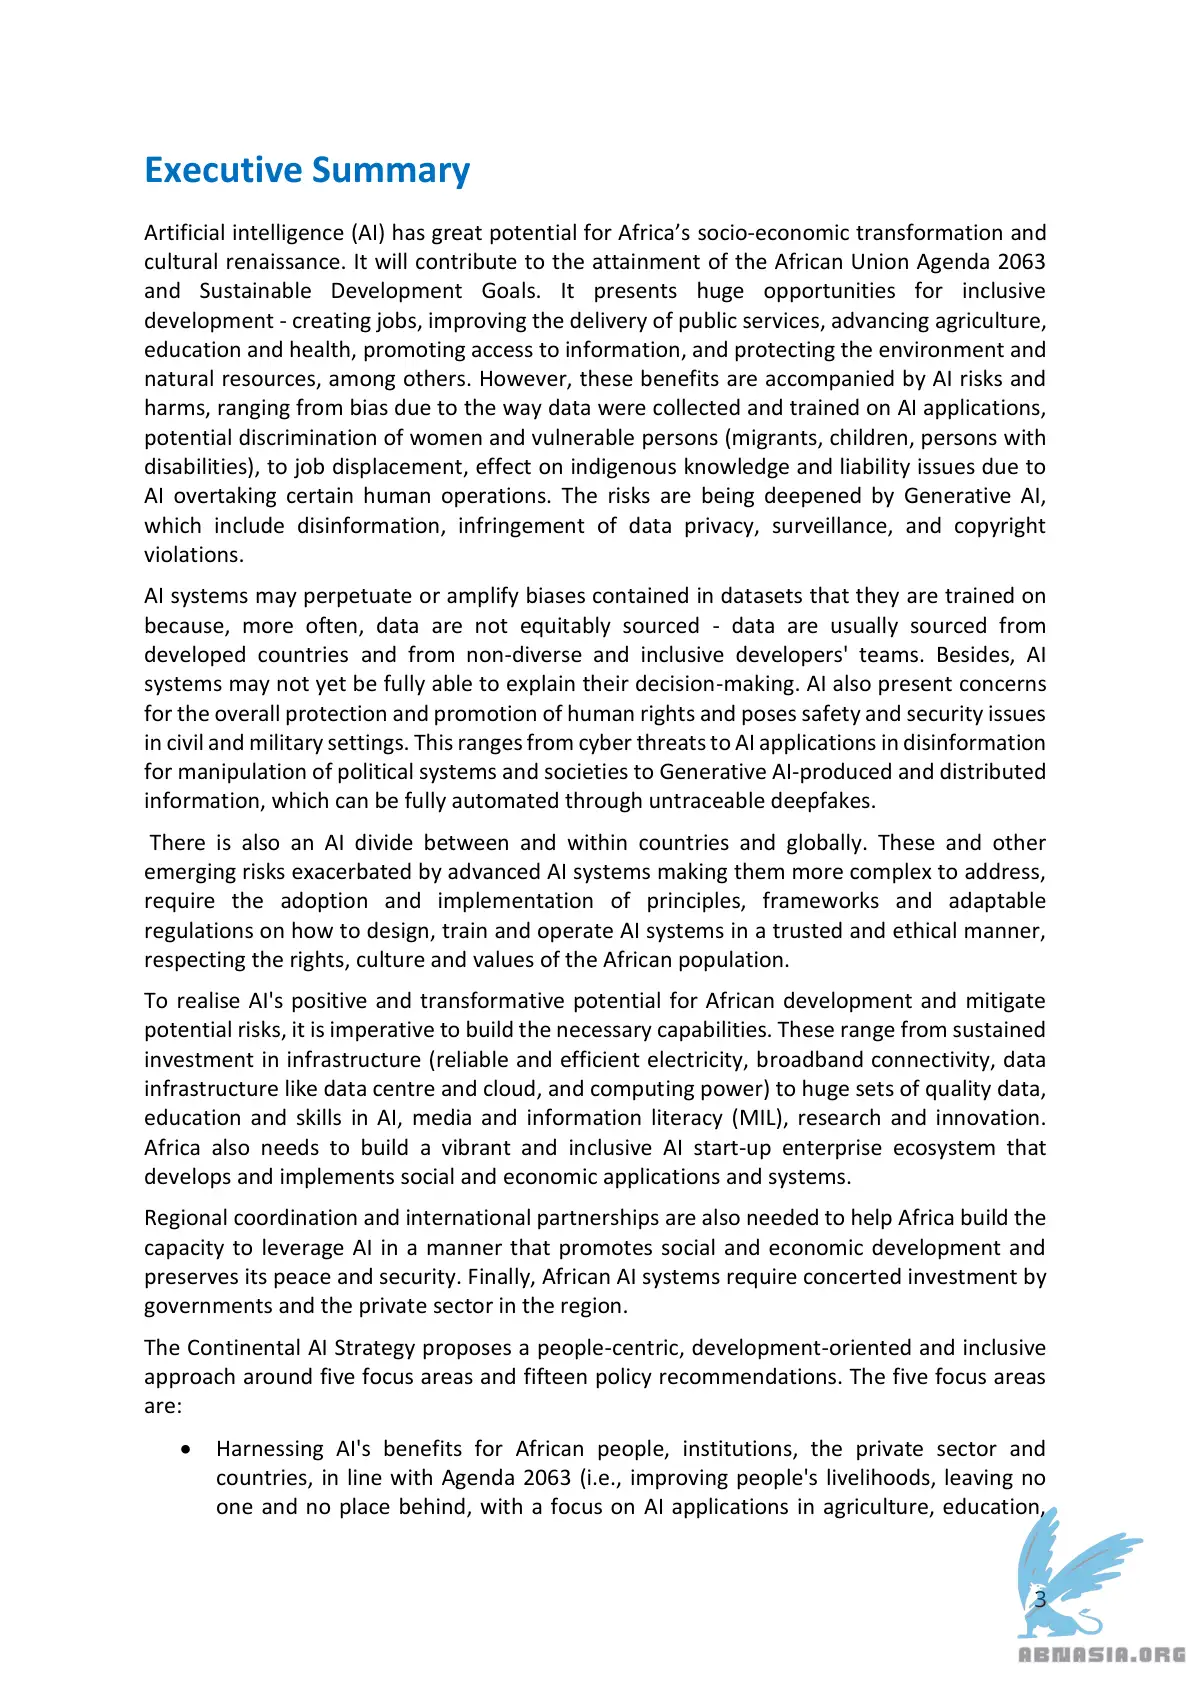 Executive Summary
Artificial intelligence (AI) has great potential for Africa’s socio-economic transformation and
cultural renaissance. It will contribute to the attainment of the African Union Agenda 2063
and Sustainable Development Goals. It presents huge opportunities for inclusive
development - creating jobs, improving the delivery of public services, advancing agriculture,
education and health, promoting access to information, and protecting the environment and
natural resources, among others. However, these benefits are accompanied by AI risks and
harms, ranging from bias due to the way data were collected and trained on AI applications,
potential discrimination of women and vulnerable persons (migrants, children, persons with
disabilities), to job displacement, effect on indigenous knowledge and liability issues due to
AI overtaking certain human operations. The risks are being deepened by Generative AI,
which include disinformation, infringement of data privacy, surveillance, and copyright
violations.
AI systems may perpetuate or amplify biases contained in datasets that they are trained on
because, more often, data are not equitably sourced - data are usually sourced from
developed countries and from non-diverse and inclusive developers' teams. Besides, AI
systems may not yet be fully able to explain their decision-making. AI also present concerns
for the overall protection and promotion of human rights and poses safety and security issues
in civil and military settings. This ranges from cyber threats to AI applications in disinformation
for manipulation of political systems and societies to Generative AI-produced and distributed
information, which can be fully automated through untraceable deepfakes.
There is also an AI divide between and within countries and globally. These and other
emerging risks exacerbated by advanced AI systems making them more complex to address,
require the adoption and implementation of principles, frameworks and adaptable
regulations on how to design, train and operate AI systems in a trusted and ethical manner,
respecting the rights, culture and values of the African population.
To realise AI's positive and transformative potential for African development and mitigate
potential risks, it is imperative to build the necessary capabilities. These range from sustained
investment in infrastructure (reliable and efficient electricity, broadband connectivity, data
infrastructure like data centre and cloud, and computing power) to huge sets of quality data,
education and skills in AI, media and information literacy (MIL), research and innovation.
Africa also needs to build a vibrant and inclusive AI start-up enterprise ecosystem that
develops and implements social and economic applications and systems.
Regional coordination and international partnerships are also needed to help Africa build the
capacity to leverage AI in a manner that promotes social and economic development and
preserves its peace and security. Finally, African AI systems require concerted investment by
governments and the private sector in the region.
The Continental AI Strategy proposes a people-centric, development-oriented and inclusive
approach around five focus areas and fifteen policy recommendations. The five focus areas
are:
• Harnessing AI's benefits for African people, institutions, the private sector and
countries, in line with Agenda 2063 (i.e., improving people's livelihoods, leaving no
one and no place behind, with a focus on AI applications in agriculture, education,
3
ABNASIA.ORG